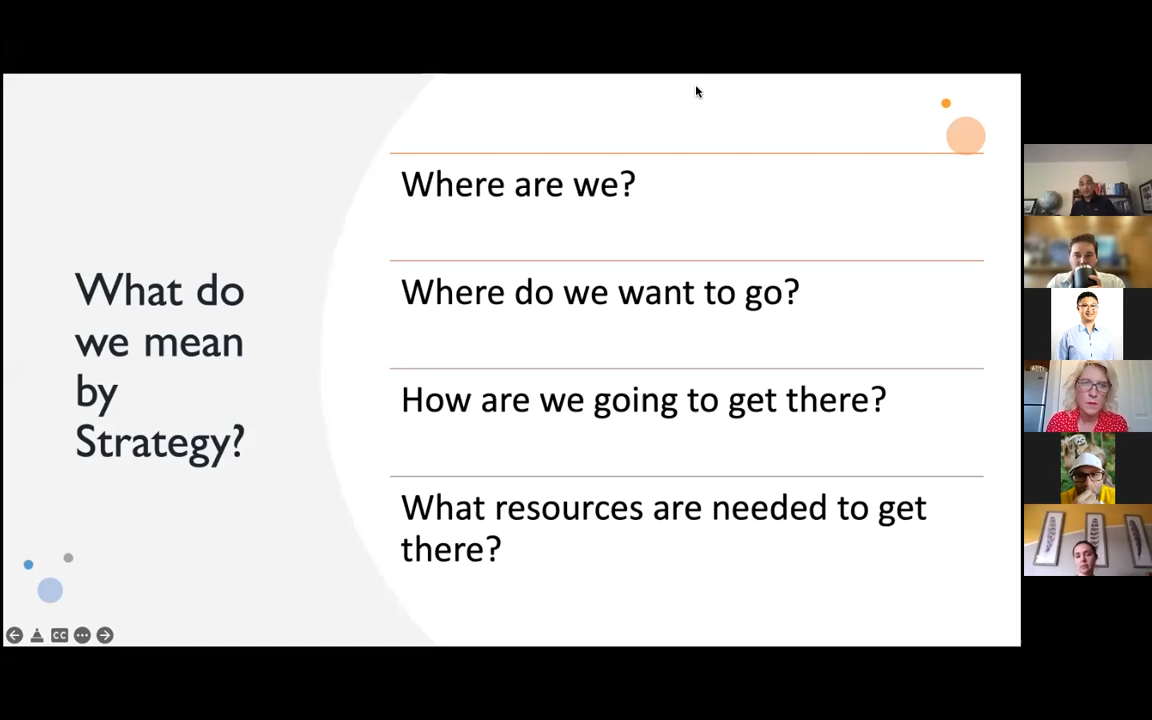 What do
we mean
by
Strategy?
Where are we?
Where do we want to go?
How are we going to get there?
What resources are needed to get
there?
CC